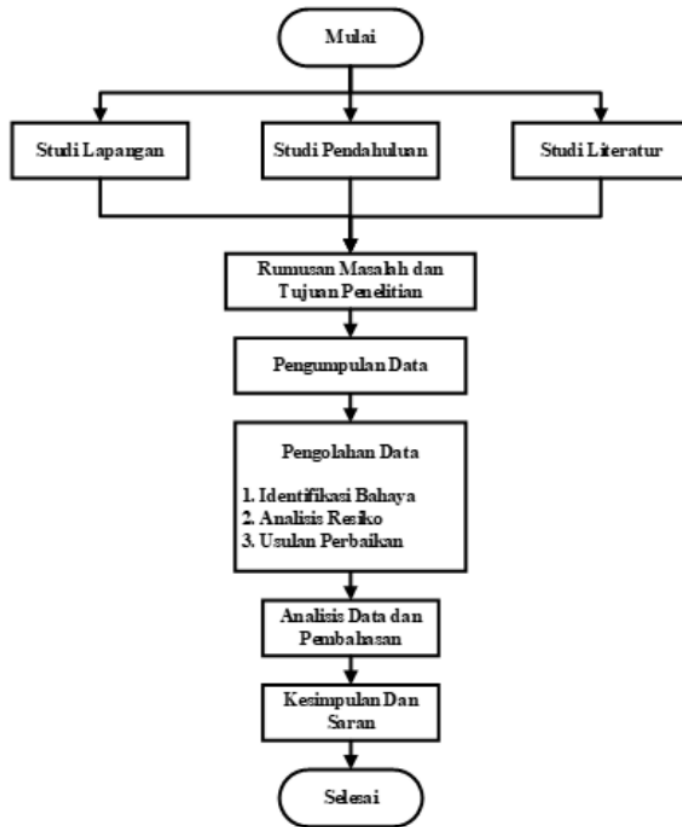 Mulai
Studi Lapangan
Studi Pendahuluan
Studi Literatur
Rumusan Masalah dan
Tujuan Penelitian
Pengumpulan Data
Pengolahan Data
1. Identifikasi Bahaya
2. Analisis Resiko
3. Usulan Perbaikan
Analisis Data dan
Pembahasan
Kesimpulan Dan
Saran
Selesai